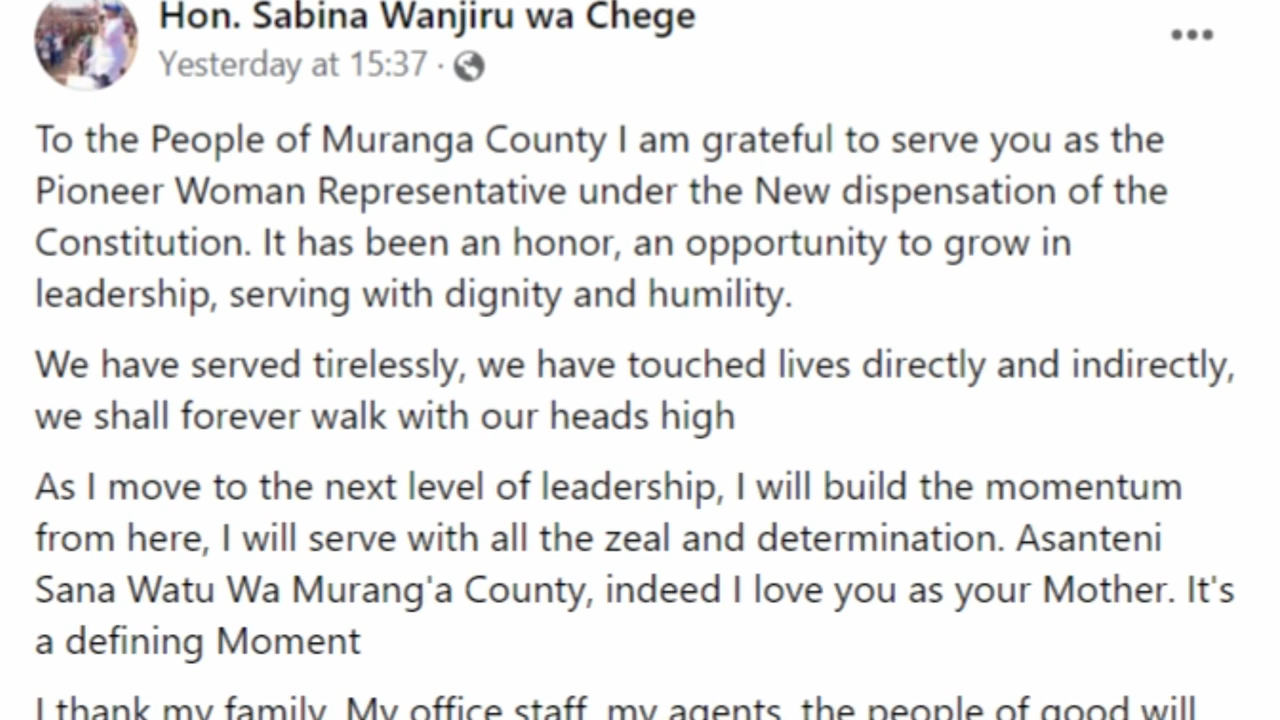 Hon. Sabina Wanjiru wa Chege
Yesterday at 15:37 ·
To the People of Muranga County I am grateful to serve you as the
Pioneer Woman Representative under the New dispensation of the
Constitution. It has been an honor, an opportunity to grow in
leadership, serving with dignity and humility.
We have served tirelessly, we have touched lives directly and indirectly,
we shall forever walk with our heads high
As I move to the next level of leadership, I will build the momentum
from here, I will serve with all the zeal and determination. Asanteni
Sana Watu Wa Murang'a County, indeed I love you as your Mother. It's
a defining Moment
I thank my family, My office staff, my agents, the people of good will